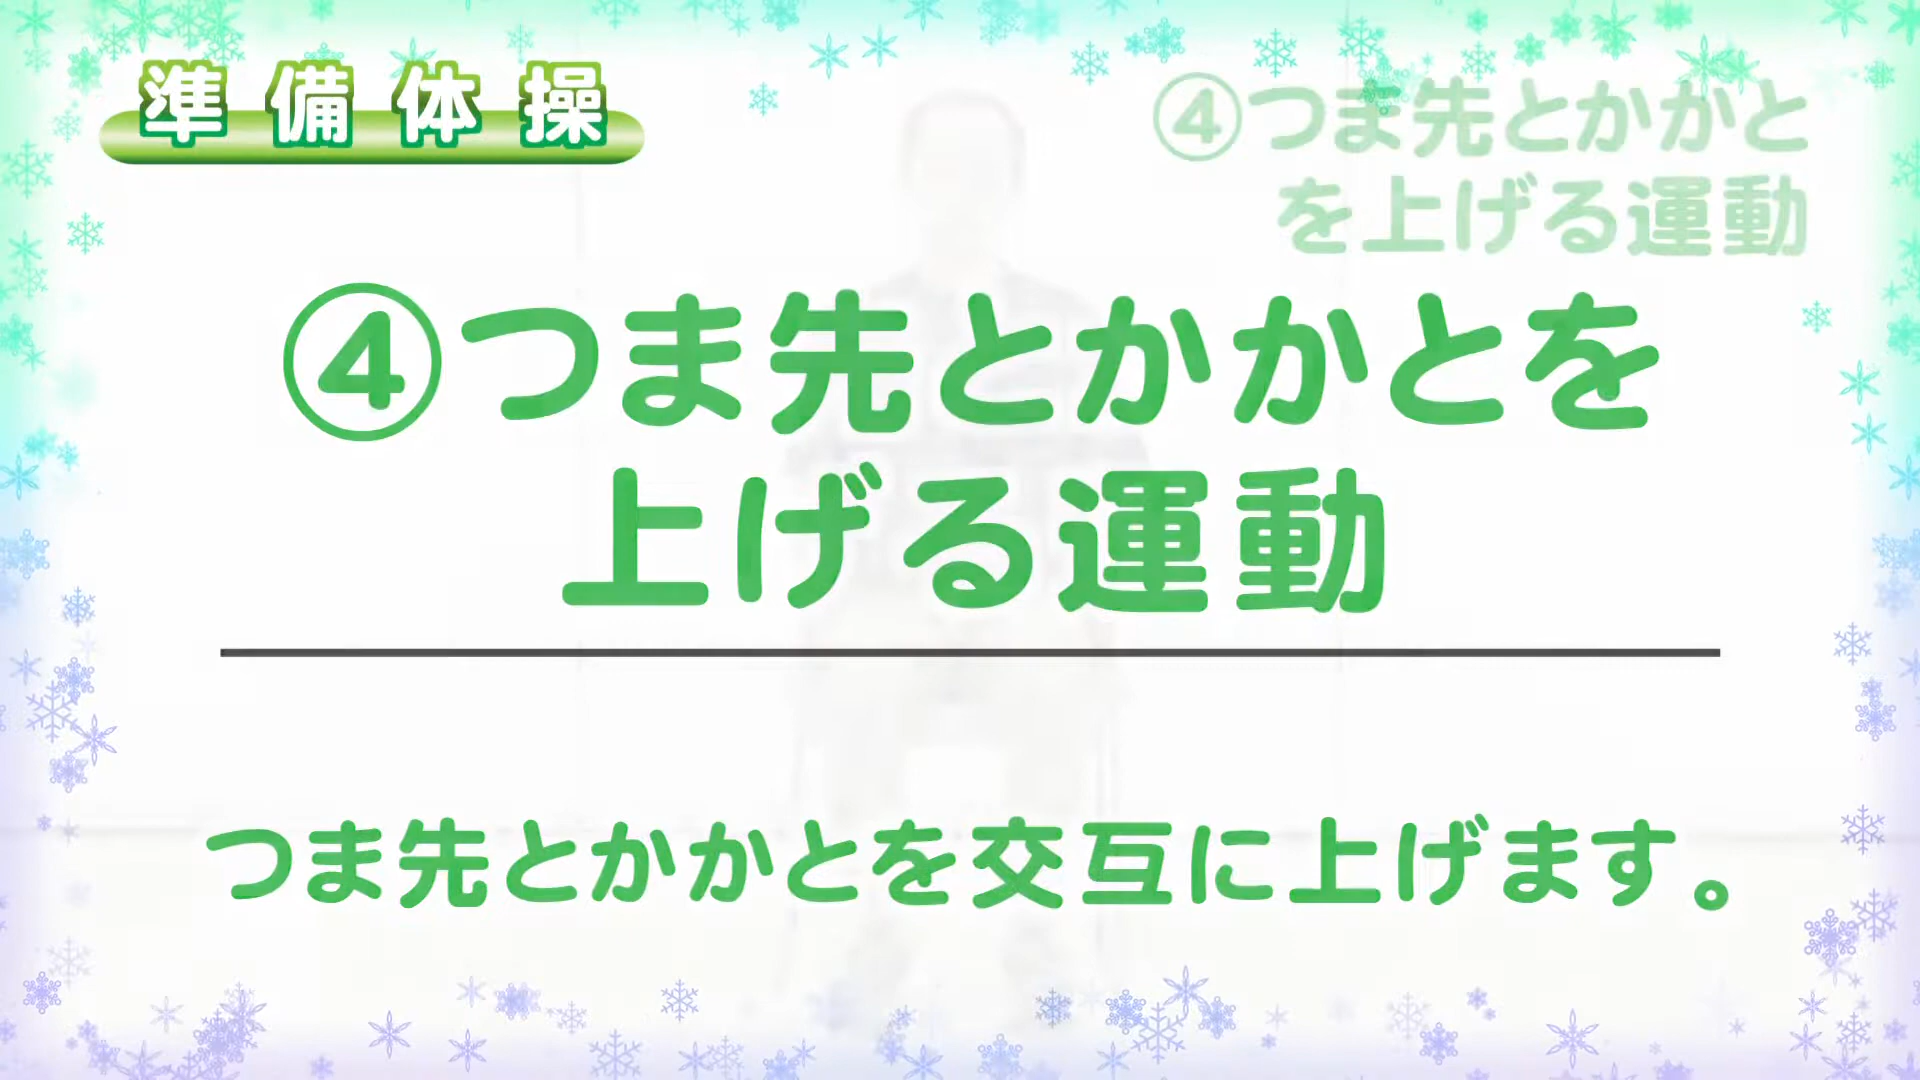 準備体操
④つま先とかかと
を上げる運動
④つま先とかかとを
上げる運動
つま先とかかとを交互に上げます。